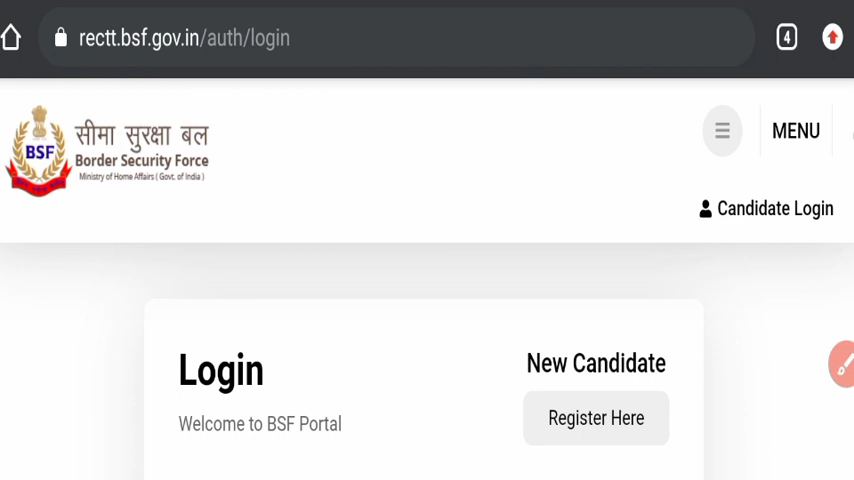 rectt.bsf.gov.in/auth/login
4
सीमा सुरक्षा बल
BSF
Border Security Force
Ministry of Home Affairs ( Govt. of India )
MENU
Candidate Login
Login
New Candidate
Welcome to BSF Portal
Register Here